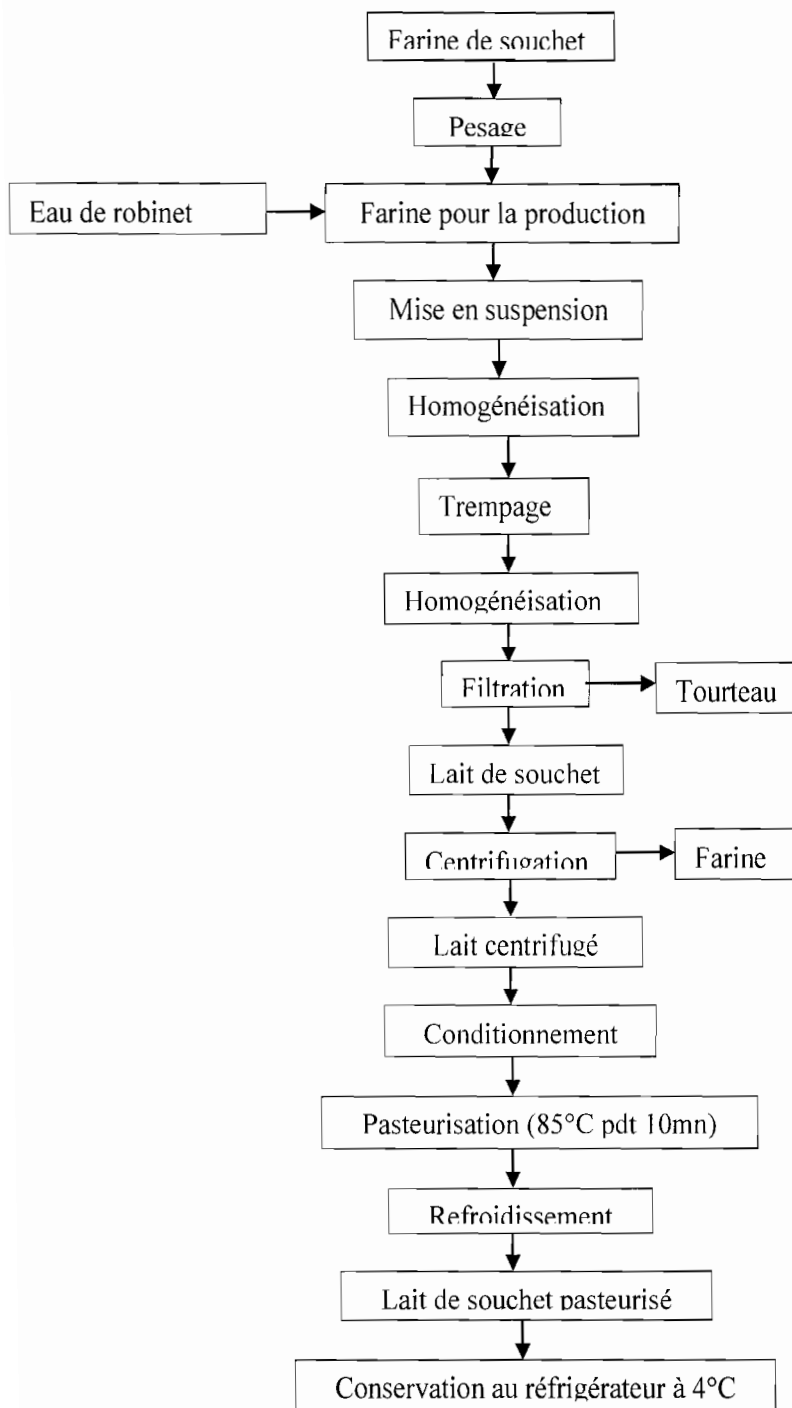 Farine de souchet
Pesage
Eau de robinet
Farine pour la production
Mise en suspension
Homogénéisation
Trempage
Homogénéisation
Filtration
Tourteau
Lait de souchet
Centrifugation
Farine
Lait centrifugé
Conditionnement
Pasteurisation (85°C pdt 10mn)
Refroidissement
Lait de souchet pasteurisé
Conservation au réfrigérateur à 4°C